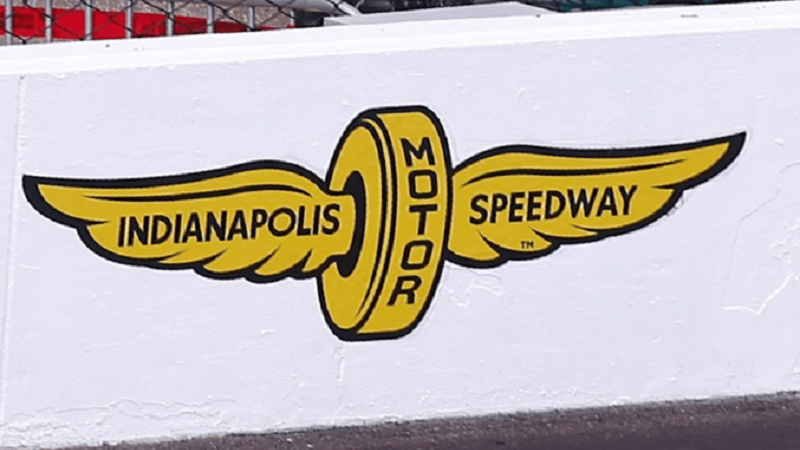 INDIANAPOLIS
MOTOR
SPEEDWAY
TM